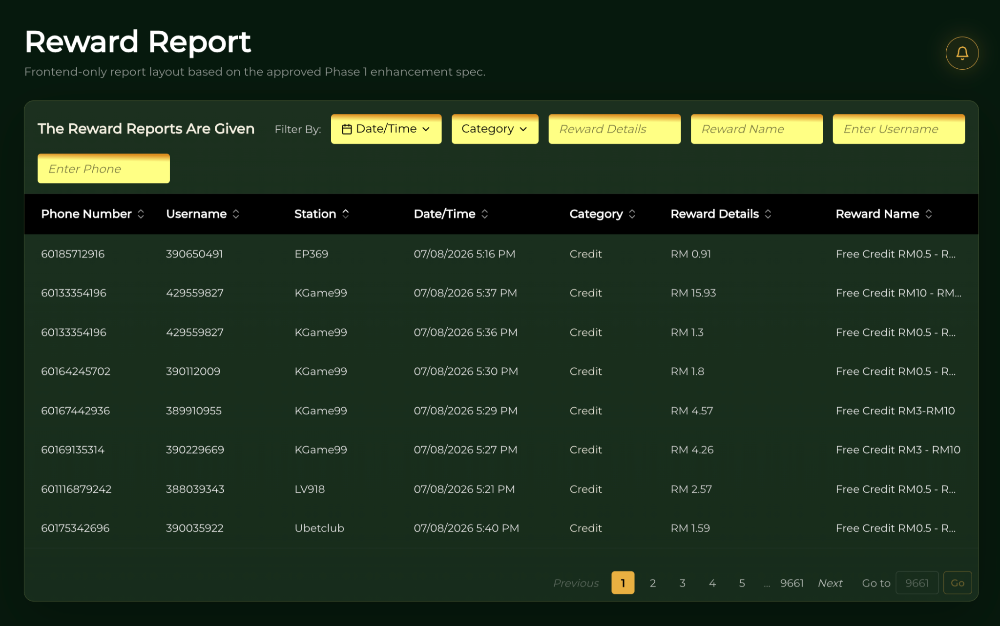 Reward Report
Frontend-only report layout based on the approved Phase 1 enhancement spec.
The Reward Reports Are Given Filter By: Date/Time Category Reward Details Reward Name Enter Username
Enter Phone
Phone Number Username Station Date/Time Category Reward Details Reward Name
60185712916 390650491 EP369 07/08/2026 5:16 PM Credit RM 0.91 Free Credit RM0.5 - R...
60133354196 429559827 KGame99 07/08/2026 5:37 PM Credit RM 15.93 Free Credit RM10 - RM...
60133354196 429559827 KGame99 07/08/2026 5:36 PM Credit RM 1.3 Free Credit RM0.5 - R...
60164245702 390112009 KGame99 07/08/2026 5:30 PM Credit RM 1.8 Free Credit RM0.5 - R...
60167442936 389910955 KGame99 07/08/2026 5:29 PM Credit RM 4.57 Free Credit RM3-RM10
60169135314 390229669 KGame99 07/08/2026 5:27 PM Credit RM 4.26 Free Credit RM3 - RM10
601116879242 388039343 LV918 07/08/2026 5:21 PM Credit RM 2.57 Free Credit RM0.5 - R...
60175342696 390035922 Ubetclub 07/08/2026 5:40 PM Credit RM 1.59 Free Credit RM0.5 - R...
Previous 1 2 3 4 5 ... 9661 Next Go to 9661 Go